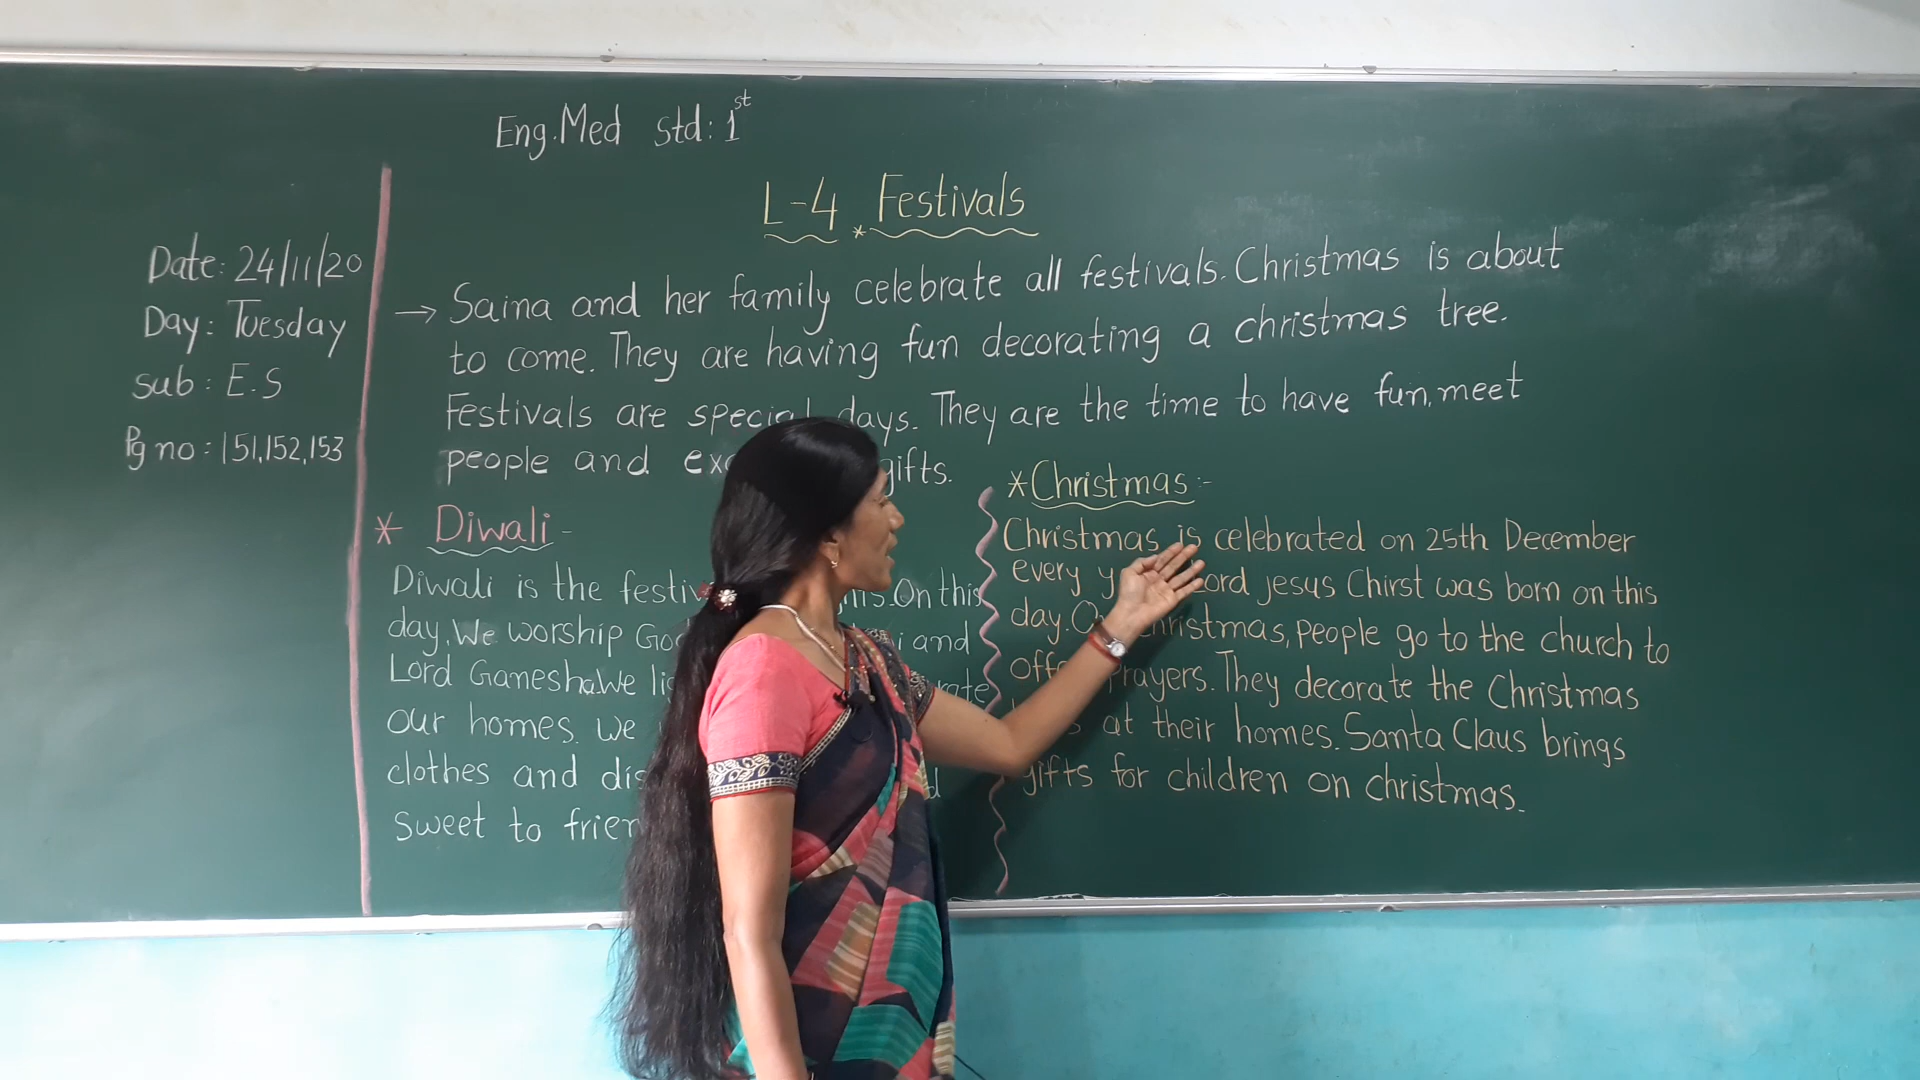 Eng.Med Std: 1st
L-4 Festivals
Date: 24/11/20
Day: Tuesday
Sub: E.S
Pg no: 151,152,153
→ Saina and her family celebrate all festivals. Christmas is about
to come. They are having fun decorating a christmas tree.
Festivals are special days. They are the time to have fun, meet
people and gifts.
* Diwali -
Diwali is the On this
day, We worship and
Lord Ganesha. We
our homes. we
clothes and
sweet to
* Christmas :-
Christmas is celebrated on 25th December
every Lord jesus Chirst was born on this
day. On christmas, people go to the church to
prayers. They decorate the Christmas
at their homes. Santa Claus brings
gifts for children on christmas.